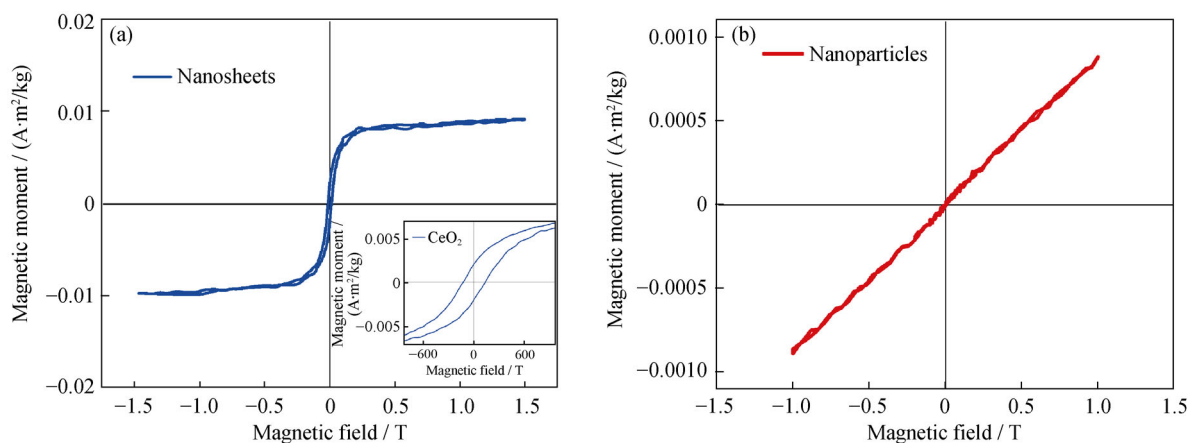 (a)
Nanosheets
Magnetic moment / (A·m²/kg)
0.02
0.01
0
−0.01
−0.02
−1.5
−1.0
−0.5
0
0.5
1.0
1.5
Magnetic field / T
CeO₂
Magnetic moment /
(A·m²/kg)
0.005
0
−0.005
−600
0
600
Magnetic field / T
(b)
Nanoparticles
Magnetic moment / (A·m²/kg)
0.0010
0.0005
0
−0.0005
−0.0010
−1.5
−1.0
−0.5
0
0.5
1.0
1.5
Magnetic field / T